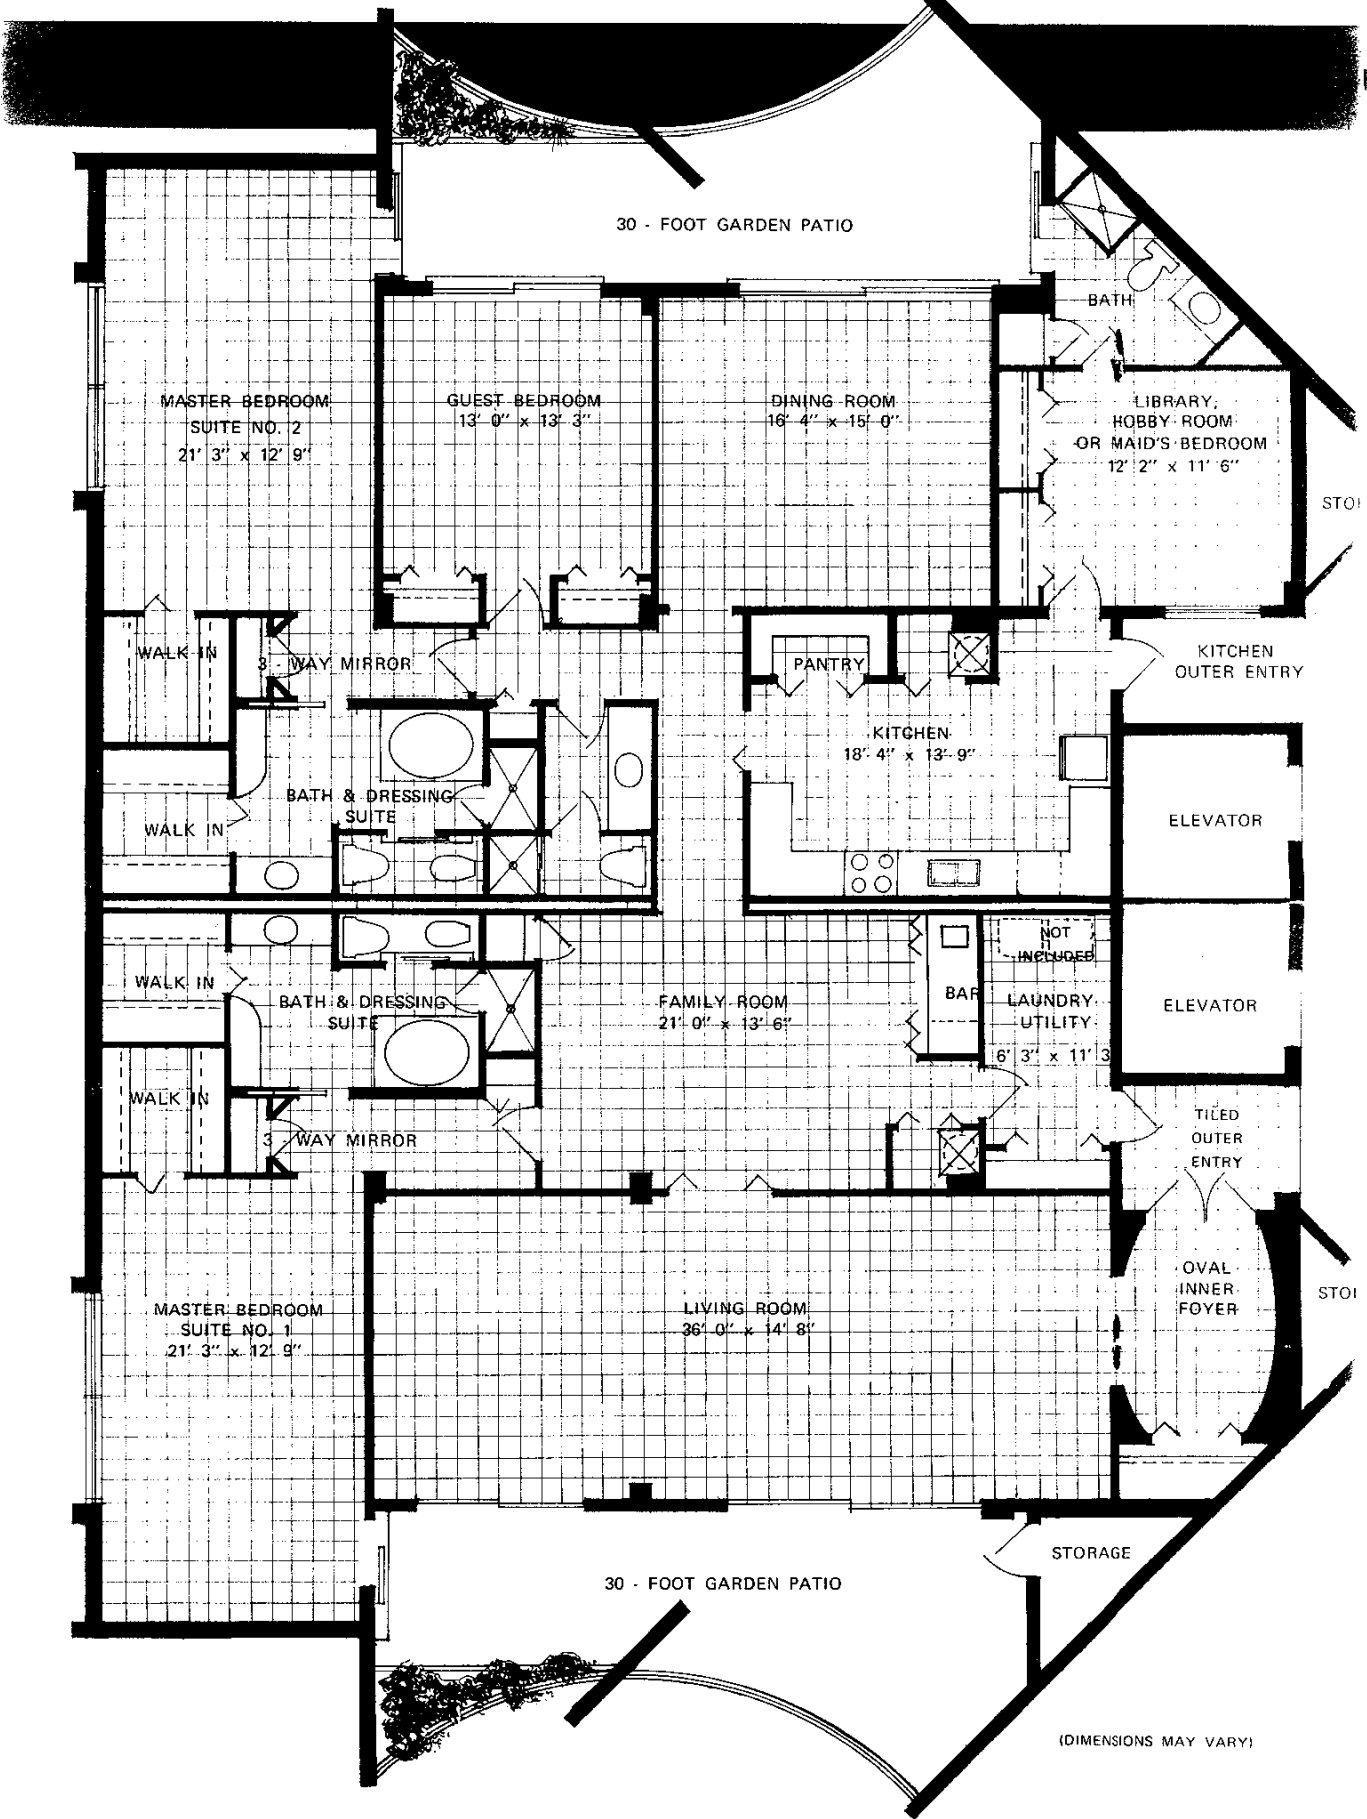 30 - FOOT GARDEN PATIO
BATH
MASTER BEDROOM
SUITE NO. 2
21' 3" x 12' 9"
GUEST BEDROOM
13' 0" x 13' 3"
DINING ROOM
16' 4" x 15' 0"
LIBRARY,
HOBBY ROOM
OR MAID'S BEDROOM
12' 2" x 11' 6"
STO
WALK IN
3 - WAY MIRROR
PANTRY
KITCHEN
OUTER ENTRY
KITCHEN
18' 4" x 13' 9"
BATH & DRESSING
SUITE
WALK IN
ELEVATOR
NOT
INCLUDED
WALK IN
BATH & DRESSING
SUITE
FAMILY ROOM
21' 0" x 13' 6"
BAR
LAUNDRY
UTILITY
6' 3" x 11' 3
ELEVATOR
WALK IN
3 - WAY MIRROR
TILED
OUTER
ENTRY
MASTER BEDROOM
SUITE NO. 1
21' 3" x 12' 9"
LIVING ROOM
36' 0" x 14' 8"
OVAL
INNER
FOYER
STO
STORAGE
30 - FOOT GARDEN PATIO
(DIMENSIONS MAY VARY)